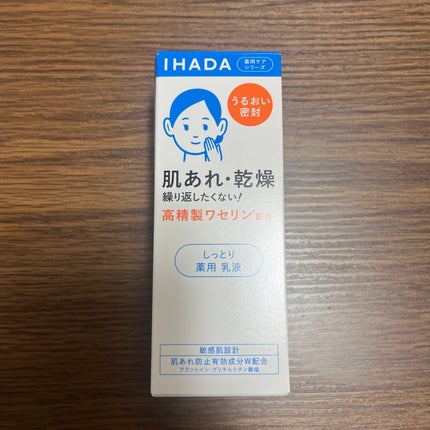 IHADA
薬用ケア
シリーズ
うるおい
密封
肌あれ・乾燥
繰り返したくない!
高精製ワセリン*配合
しっとり
薬用 乳液
敏感肌設計
肌あれ防止有効成分W配合
アラントイン・グリチルリチン酸塩